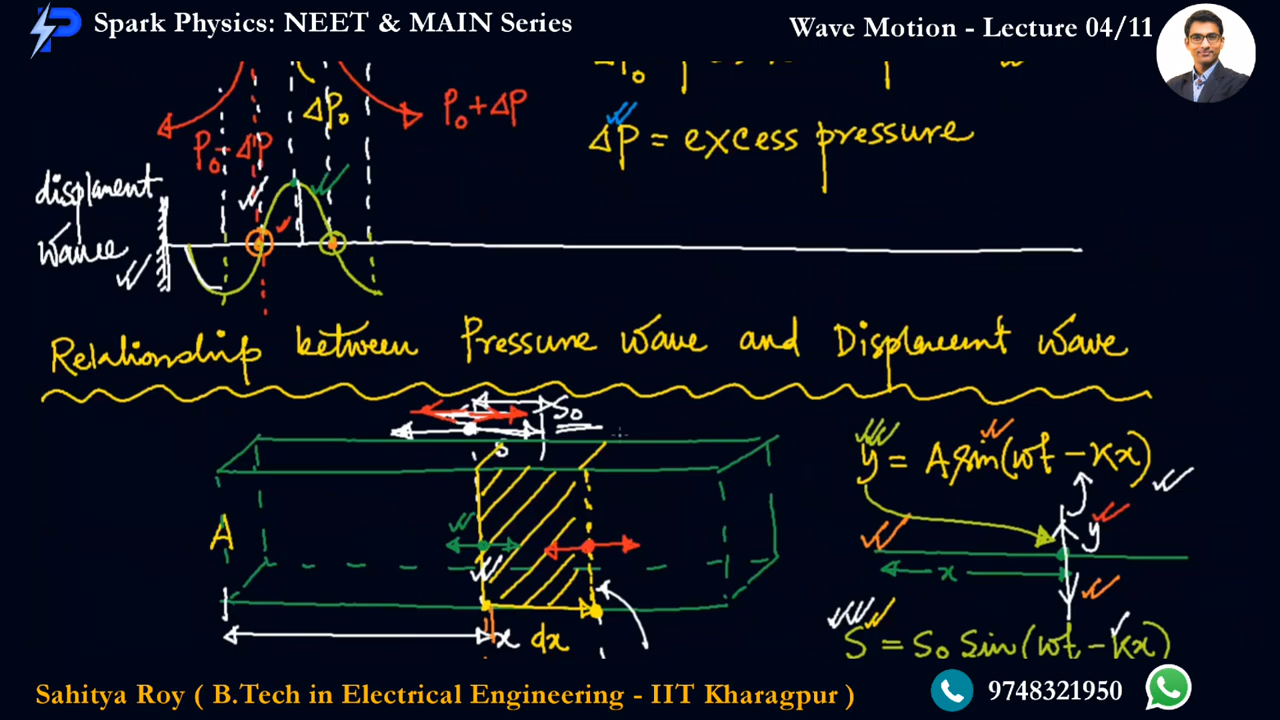 Spark Physics: NEET & MAIN Series
Wave Motion - Lecture 04/11
ΔP₀
P₀ + ΔP
P₀ - ΔP
ΔP = excess pressure
displament
wavee
Relationship between Pressure wave and Displacement wave
S₀
S
A
x
dx
y = A sin(ωt - Kx)
y
x
S = S₀ Sin(ωt - Kx)
Sahitya Roy ( B.Tech in Electrical Engineering - IIT Kharagpur )
9748321950